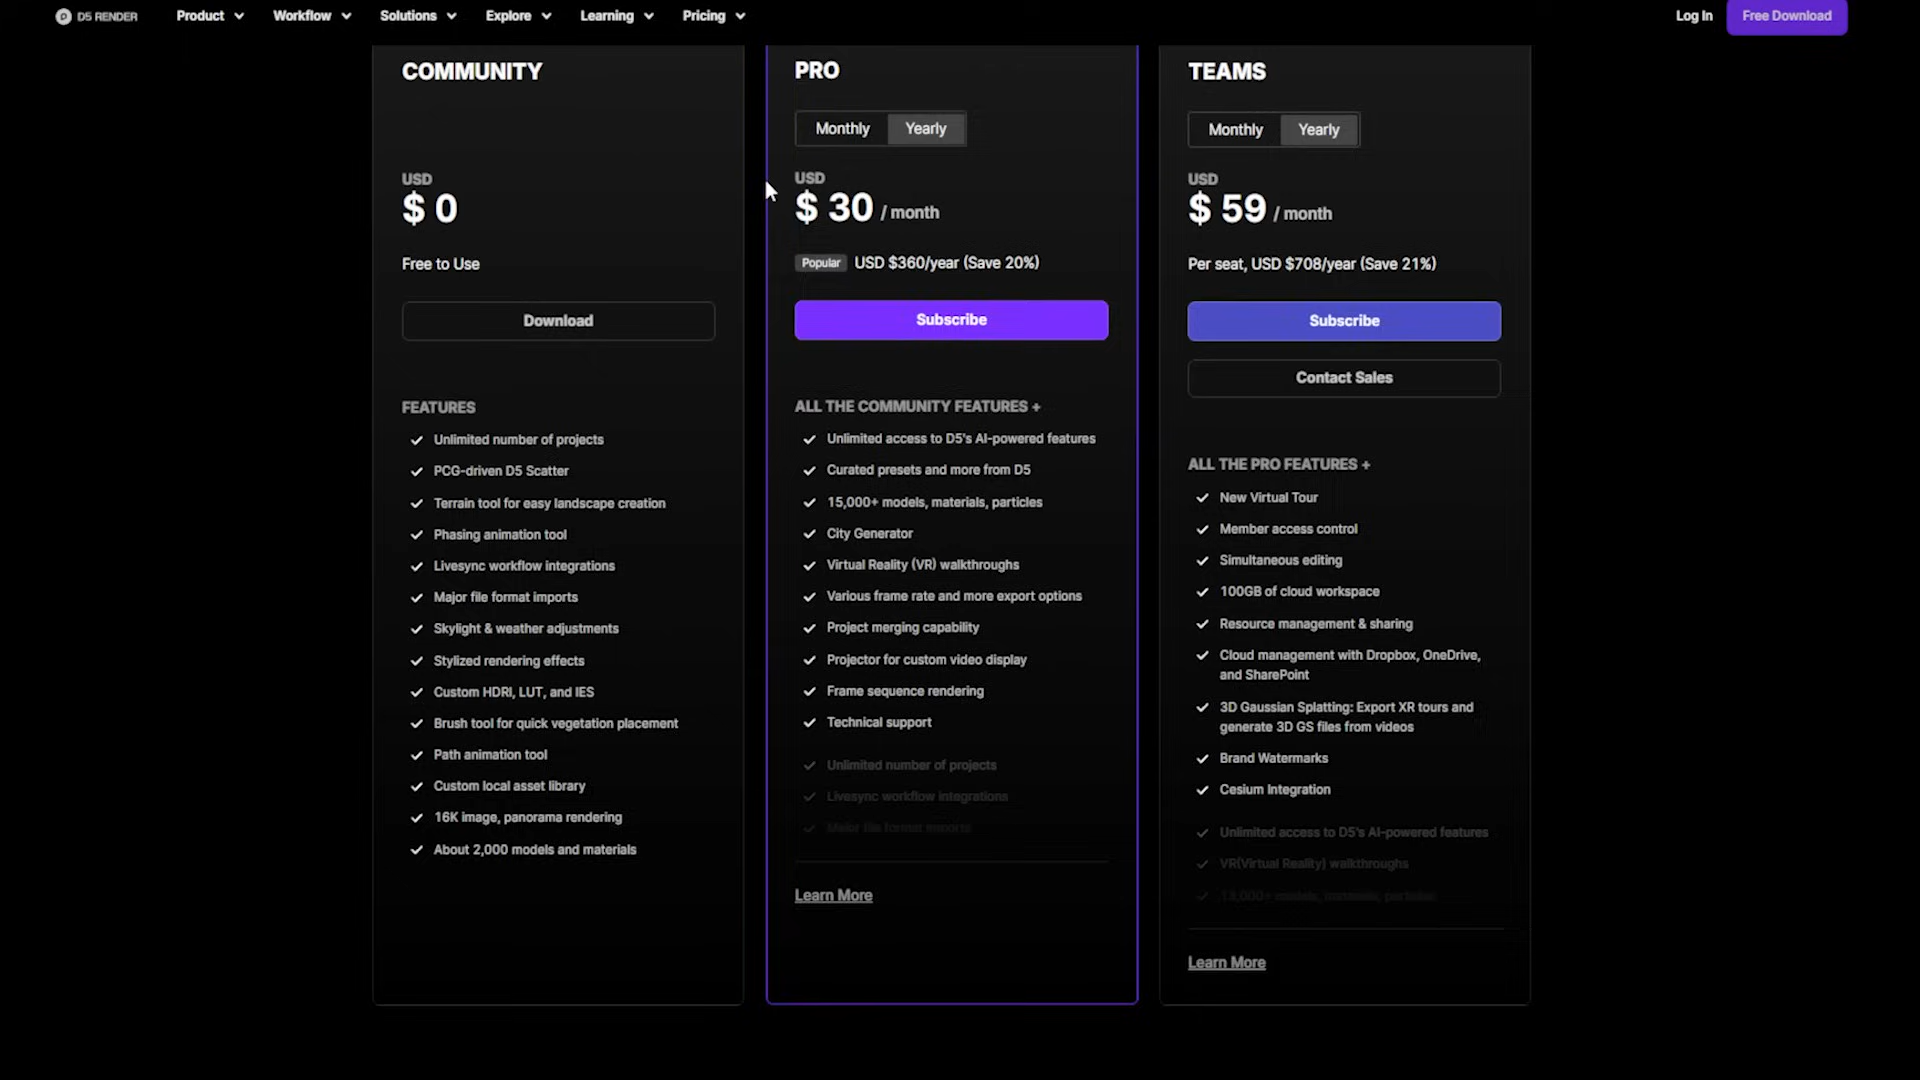 D5 RENDER
Product
Workflow
Solutions
Explore
Learning
Pricing
Log In
Free Download
COMMUNITY
USD
$ 0
Free to Use
Download
FEATURES
Unlimited number of projects
PCG-driven D5 Scatter
Terrain tool for easy landscape creation
Phasing animation tool
Livesync workflow integrations
Major file format imports
Skylight & weather adjustments
Stylized rendering effects
Custom HDRI, LUT, and IES
Brush tool for quick vegetation placement
Path animation tool
Custom local asset library
16K image, panorama rendering
About 2,000 models and materials
PRO
Monthly
Yearly
USD
$ 30 / month
Popular USD $360/year (Save 20%)
Subscribe
ALL THE COMMUNITY FEATURES +
Unlimited access to D5's AI-powered features
Curated presets and more from D5
15,000+ models, materials, particles
City Generator
Virtual Reality (VR) walkthroughs
Various frame rate and more export options
Project merging capability
Projector for custom video display
Frame sequence rendering
Technical support
Unlimited number of projects
Livesync workflow integrations
Major file format imports
Learn More
TEAMS
Monthly
Yearly
USD
$ 59 / month
Per seat, USD $708/year (Save 21%)
Subscribe
Contact Sales
ALL THE PRO FEATURES +
New Virtual Tour
Member access control
Simultaneous editing
100GB of cloud workspace
Resource management & sharing
Cloud management with Dropbox, OneDrive,
and SharePoint
3D Gaussian Splatting: Export XR tours and
generate 3D GS files from videos
Brand Watermarks
Cesium Integration
Unlimited access to D5's AI-powered features
VR(Virtual Reality) walkthroughs
models, materials, particles
Learn More